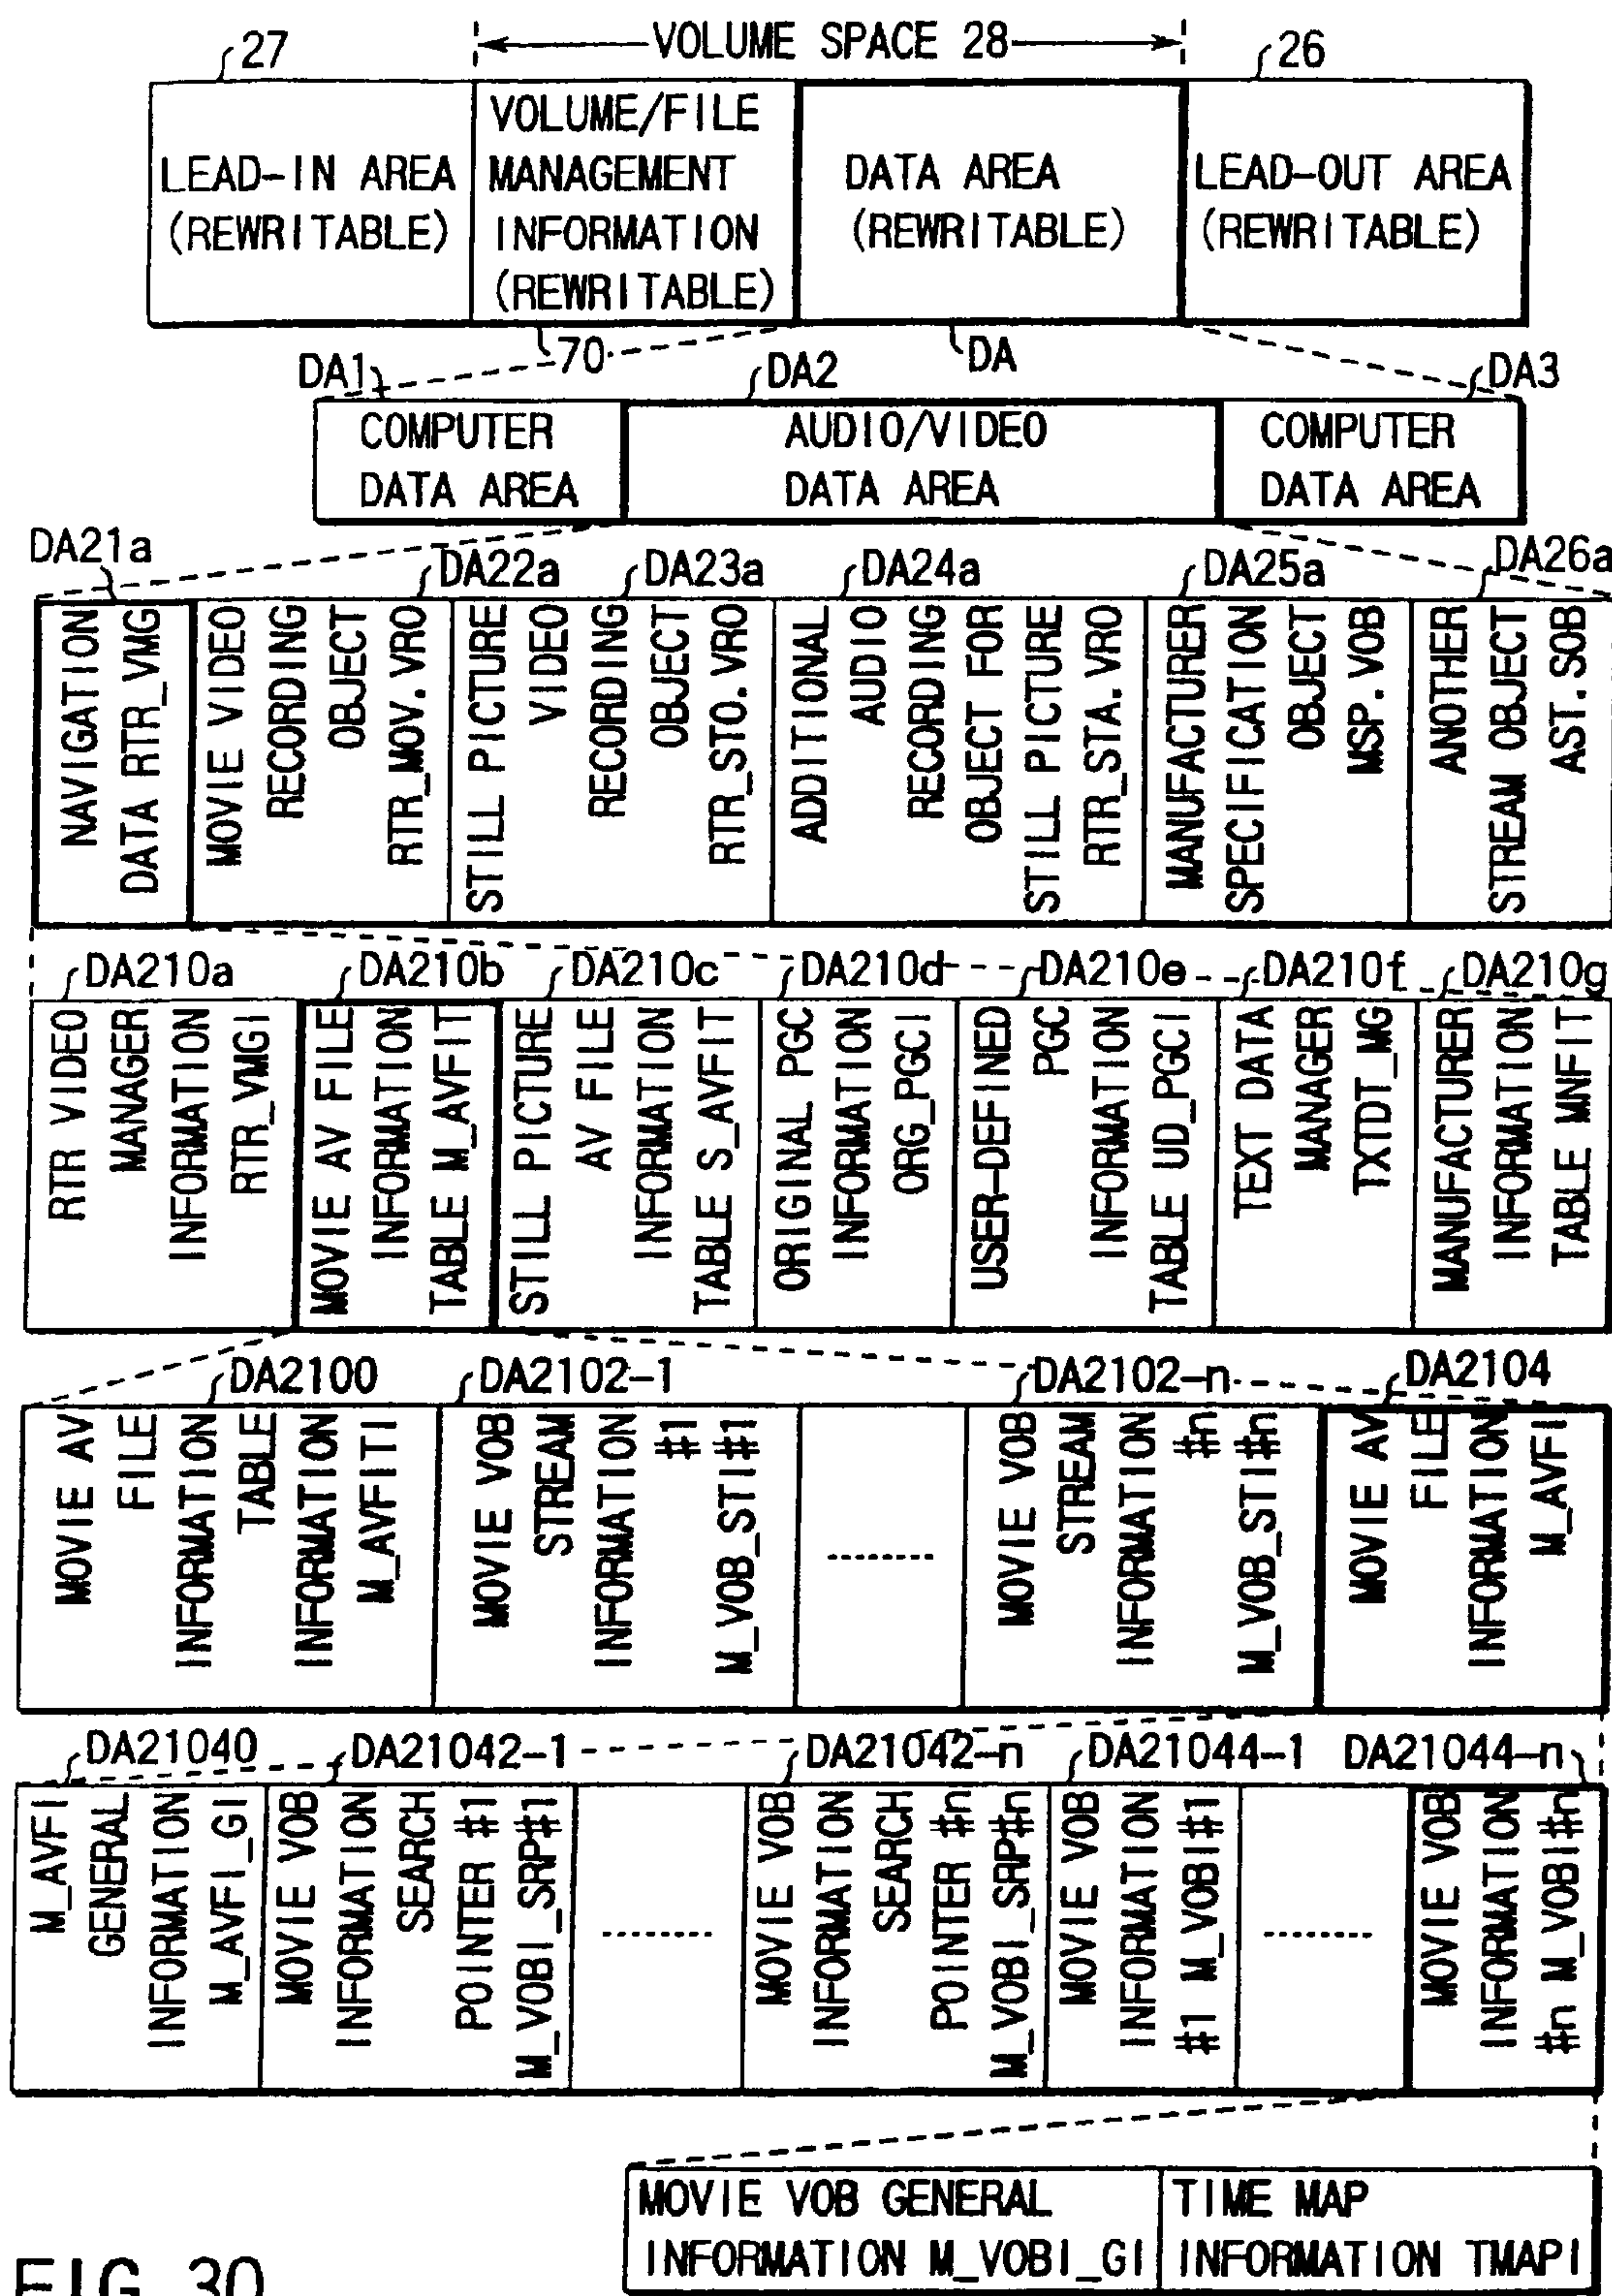 27
VOLUME SPACE 28
26
LEAD-IN AREA
(REWRITABLE)
VOLUME/FILE
MANAGEMENT
INFORMATION
(REWRITABLE)
DATA AREA
(REWRITABLE)
LEAD-OUT AREA
(REWRITABLE)
70
DA
DA1
DA2
DA3
COMPUTER
DATA AREA
AUDIO/VIDEO
DATA AREA
COMPUTER
DATA AREA
DA21a
DA22a
DA23a
DA24a
DA25a
DA26a
NAVIGATION
DATA RTR_VMG
MOVIE VIDEO
RECORDING
OBJECT
RTR_MOV.VRO
STILL PICTURE
VIDEO
RECORDING
OBJECT
RTR_STO.VRO
ADDITIONAL
AUDIO
RECORDING
OBJECT FOR
STILL PICTURE
RTR_STA.VRO
MANUFACTURER
SPECIFICATION
OBJECT
MSP.VOB
ANOTHER
STREAM OBJECT
AST.SOB
DA210a
DA210b
DA210c
DA210d
DA210e
DA210f
DA210g
RTR VIDEO
MANAGER
INFORMATION
RTR_VMGI
MOVIE AV FILE
INFORMATION
TABLE M_AVFIT
STILL PICTURE
AV FILE
INFORMATION
TABLE S_AVFIT
ORIGINAL PGC
INFORMATION
ORG_PGCI
USER-DEFINED
PGC
INFORMATION
TABLE UD_PGCI
TEXT DATA
MANAGER
TXTDT_MG
MANUFACTURER
INFORMATION
TABLE MNFIT
DA2100
DA2102-1
DA2102-n
DA2104
MOVIE AV
FILE
INFORMATION
TABLE
INFORMATION
M_AVFITI
MOVIE VOB
STREAM
INFORMATION
#1
M_VOB_STI#1
.........
MOVIE VOB
STREAM
INFORMATION
#n
M_VOB_STI#n
MOVIE AV
FILE
INFORMATION
M_AVFI
DA21040
DA21042-1
DA21042-n
DA21044-1
DA21044-n
M_AVFI
GENERAL
INFORMATION
M_AVFI_GI
MOVIE VOB
INFORMATION
SEARCH
POINTER #1
M_VOBI_SRP#1
.........
MOVIE VOB
INFORMATION
SEARCH
POINTER #n
M_VOBI_SRP#n
MOVIE VOB
INFORMATION
#1 M_VOBI#1
.........
MOVIE VOB
INFORMATION
#n M_VOBI#n
MOVIE VOB GENERAL
INFORMATION M_VOBI_GI
TIME MAP
INFORMATION TMAPI
FIG. 30